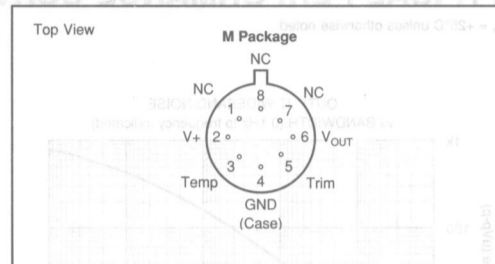 Top View
M Package
NC
NC
NC
8
1
7
V+
2
6
VOUT
3
5
4
Temp
Trim
GND
(Case)